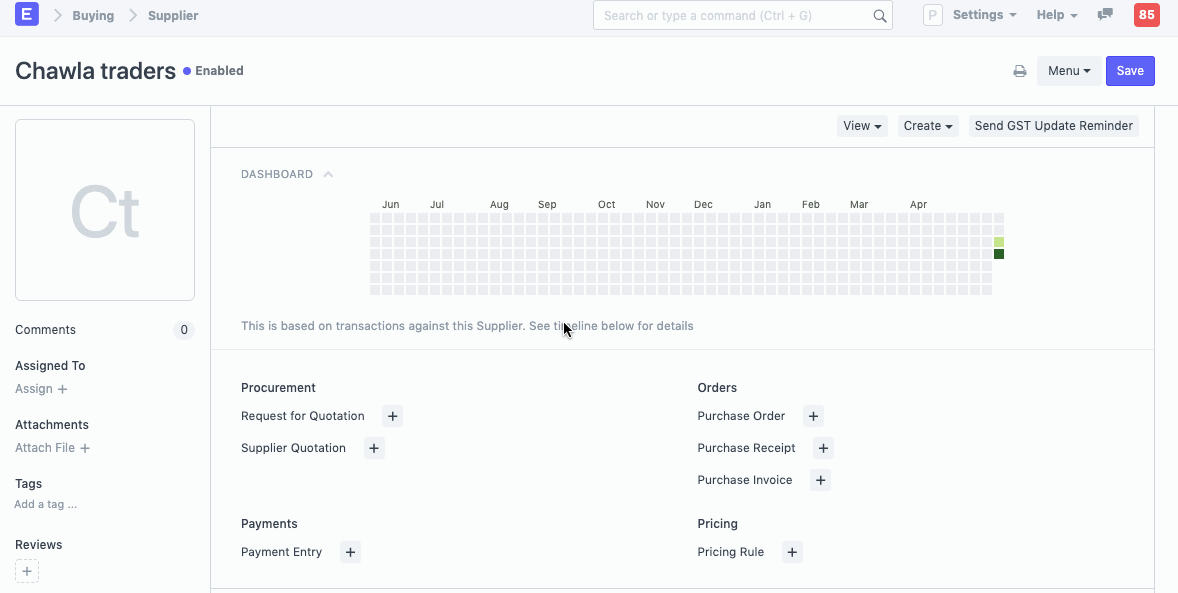 E Buying Supplier Search or type a command (Ctrl + G) P Settings Help 85
Chawla traders Enabled Menu Save
View Create Send GST Update Reminder
Ct
DASHBOARD
Jun Jul Aug Sep Oct Nov Dec Jan Feb Mar Apr
This is based on transactions against this Supplier. See timeline below for details
Comments 0
Assigned To
Assign +
Attachments
Attach File +
Tags
Add a tag ...
Reviews
+
Procurement
Request for Quotation +
Supplier Quotation +
Orders
Purchase Order +
Purchase Receipt +
Purchase Invoice +
Payments
Payment Entry +
Pricing
Pricing Rule +